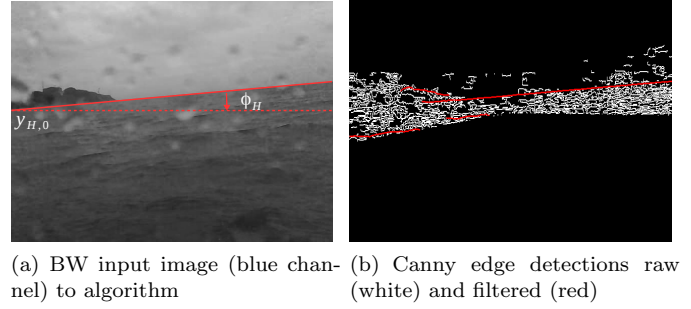 ϕ_H
y_{H,0}
(a) BW input image (blue chan-
nel) to algorithm
(b) Canny edge detections raw
(white) and filtered (red)